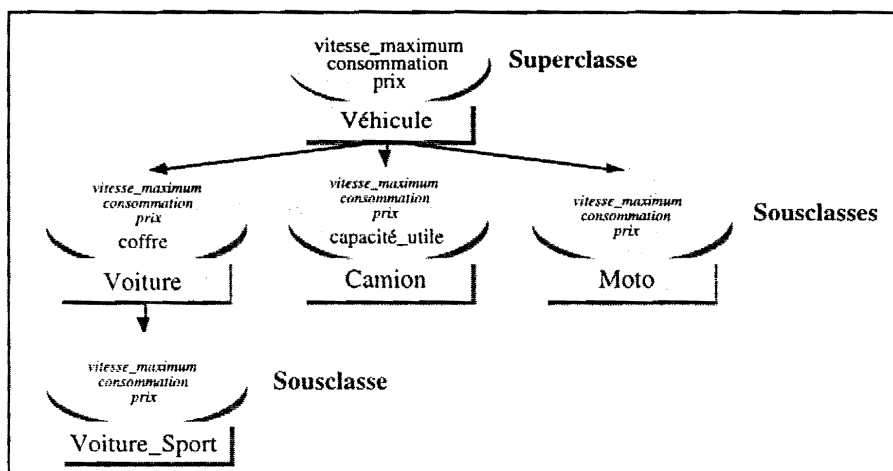 vitesse_maximum
consommation
prix
Superclasse
Véhicule
vitesse_maximum
consommation
prix
coffre
Voiture
vitesse_maximum
consommation
prix
capacité_utile
Camion
vitesse_maximum
consommation
prix
Moto
Sousclasses
vitesse_maximum
consommation
prix
Sousclasse
Voiture_Sport